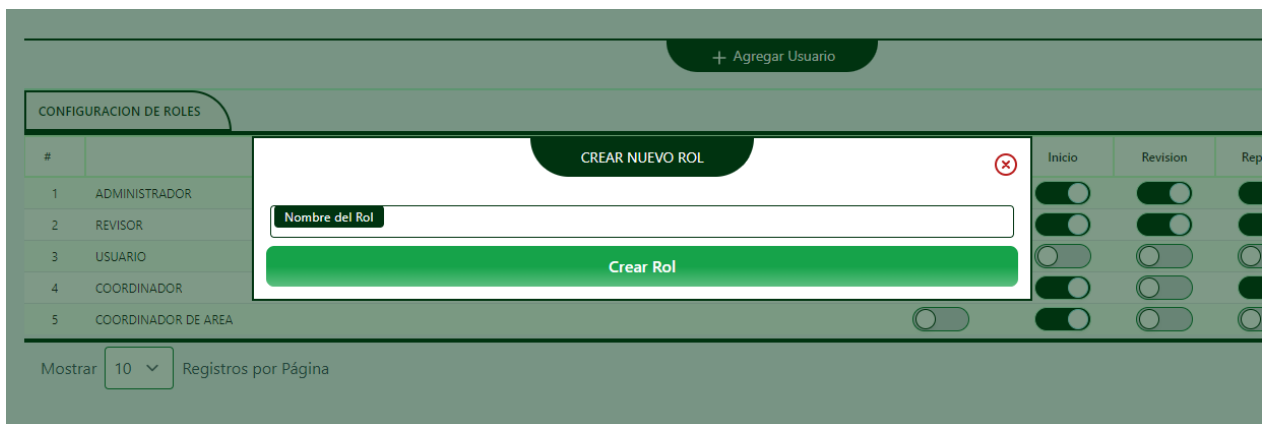 + Agregar Usuario
CONFIGURACION DE ROLES
CREAR NUEVO ROL
# Inicio Revision Rep
Nombre del Rol
Crear Rol
1 ADMINISTRADOR
2 REVISOR
3 USUARIO
4 COORDINADOR
5 COORDINADOR DE AREA
Mostrar 10 Registros por Página